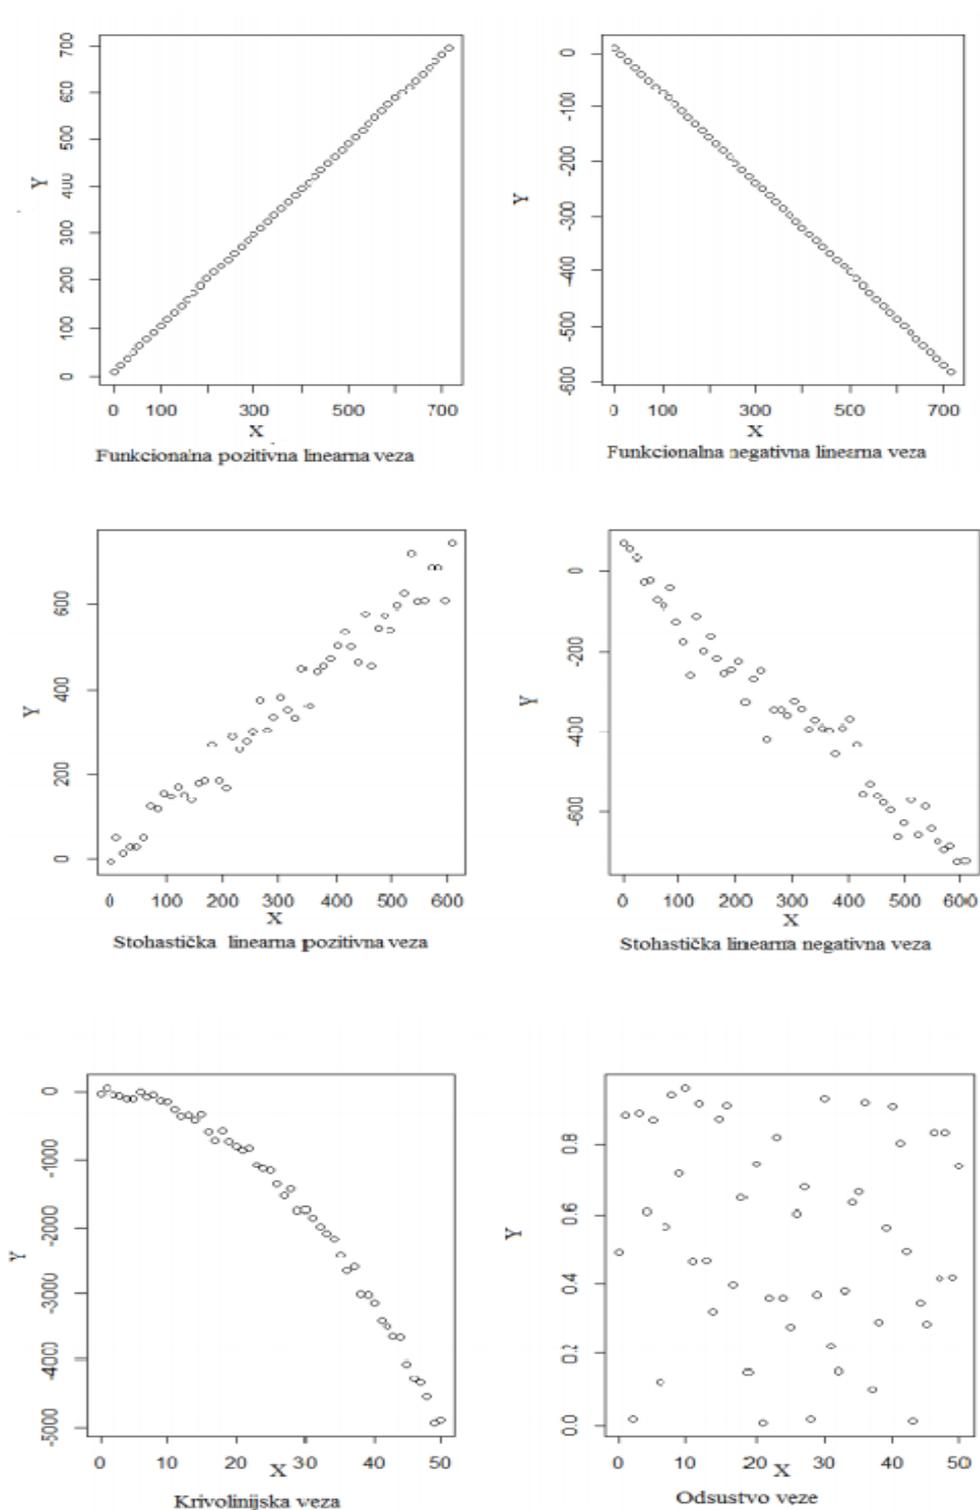 700
600
500
400
300
200
100
0
Y
0 100 300 500 700
X
Funkcionalna pozitivna linearna veza
0
-100
-200
-300
-400
-500
-600
Y
0 100 300 500 700
X
Funkcionalna negativna linearna veza
600
400
200
0
Y
0 100 200 300 400 500 600
X
Stohastička linearna pozitivna veza
0
-200
-400
-600
Y
0 100 200 300 400 500 600
X
Stohastička linearna negativna veza
0
-1000
-2000
-3000
-4000
-5000
Y
0 10 20 30 40 50
X
Krivolinijska veza
0.8
0.6
0.4
0.2
0.0
Y
0 10 20 30 40 50
X
Odsustvo veze